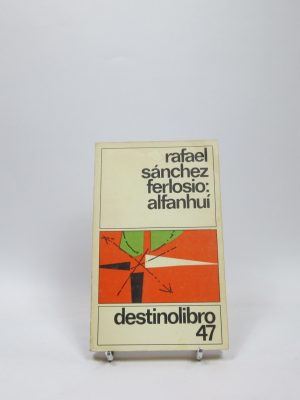 rafael
sánchez
ferlosio:
alfanhuí
destinolibro
47